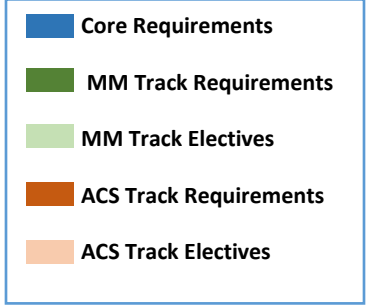 Core Requirements
MM Track Requirements
MM Track Electives
ACS Track Requirements
ACS Track Electives